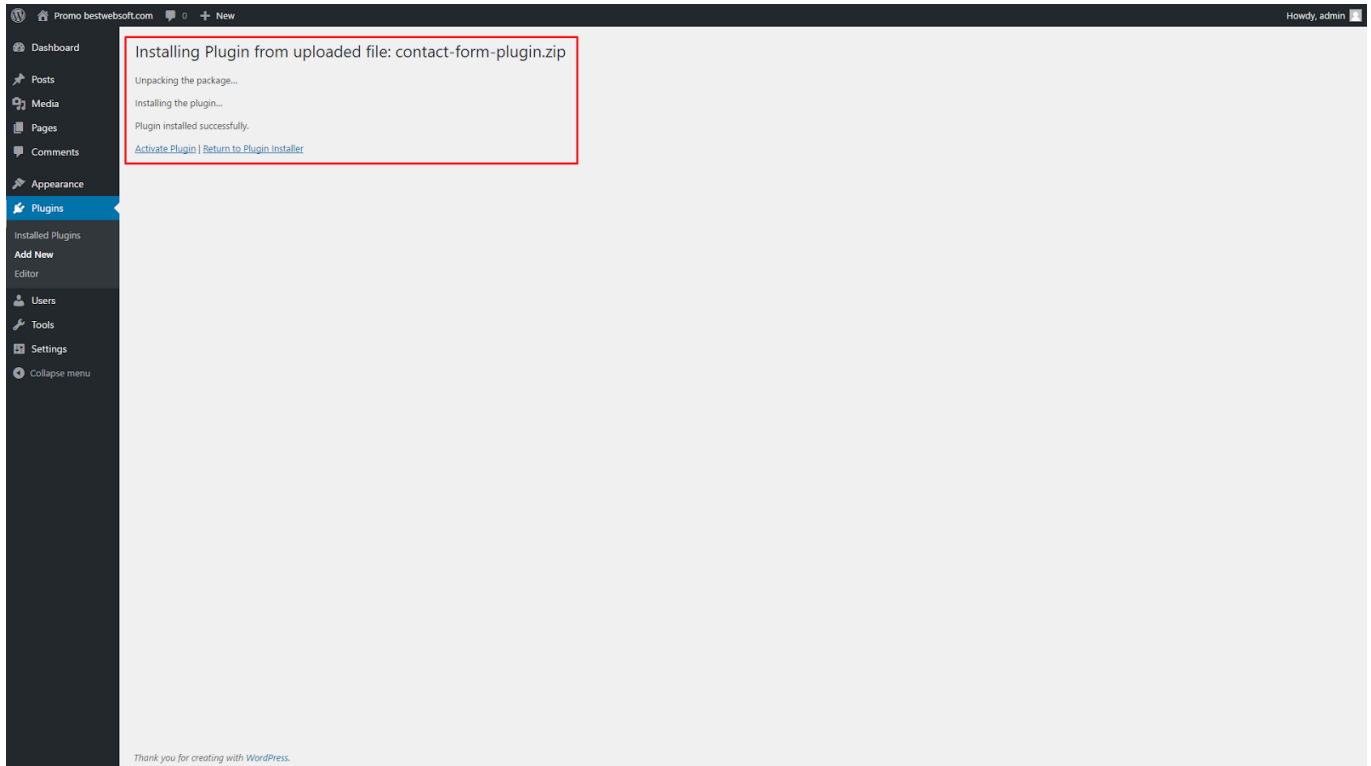 Promo bestwebsoft.com 0 + New Howdy, admin
Dashboard
Posts
Media
Pages
Comments
Appearance
Plugins
Installed Plugins
Add New
Editor
Users
Tools
Settings
Collapse menu
Installing Plugin from uploaded file: contact-form-plugin.zip
Unpacking the package...
Installing the plugin...
Plugin installed successfully.
Activate Plugin | Return to Plugin Installer
Thank you for creating with WordPress.